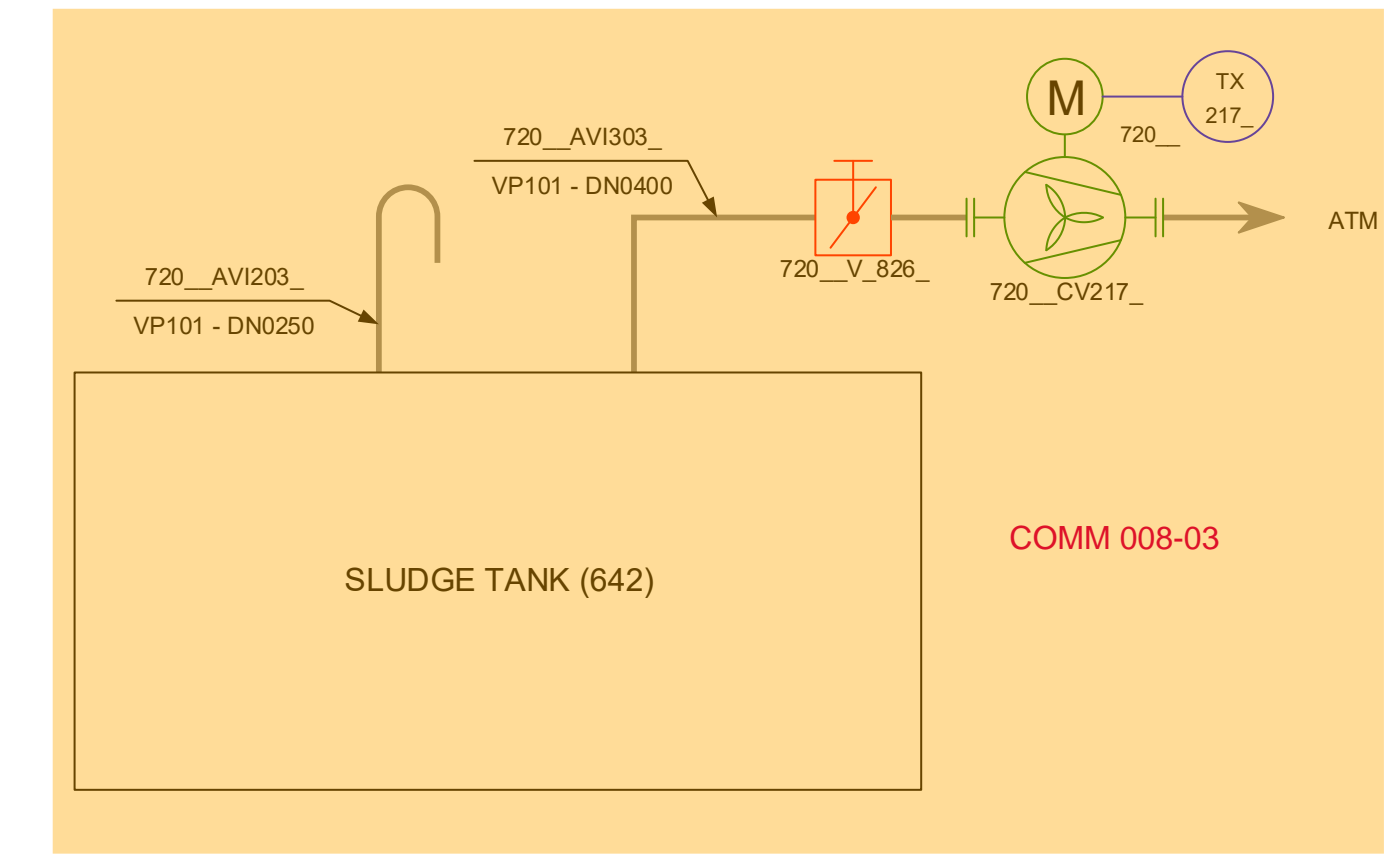 TX
217_
M
720__
720__AVI303_
VP101 - DN0400
ATM
720__V_826_
720__CV217_
720__AVI203_
VP101 - DN0250
COMM 008-03
SLUDGE TANK (642)